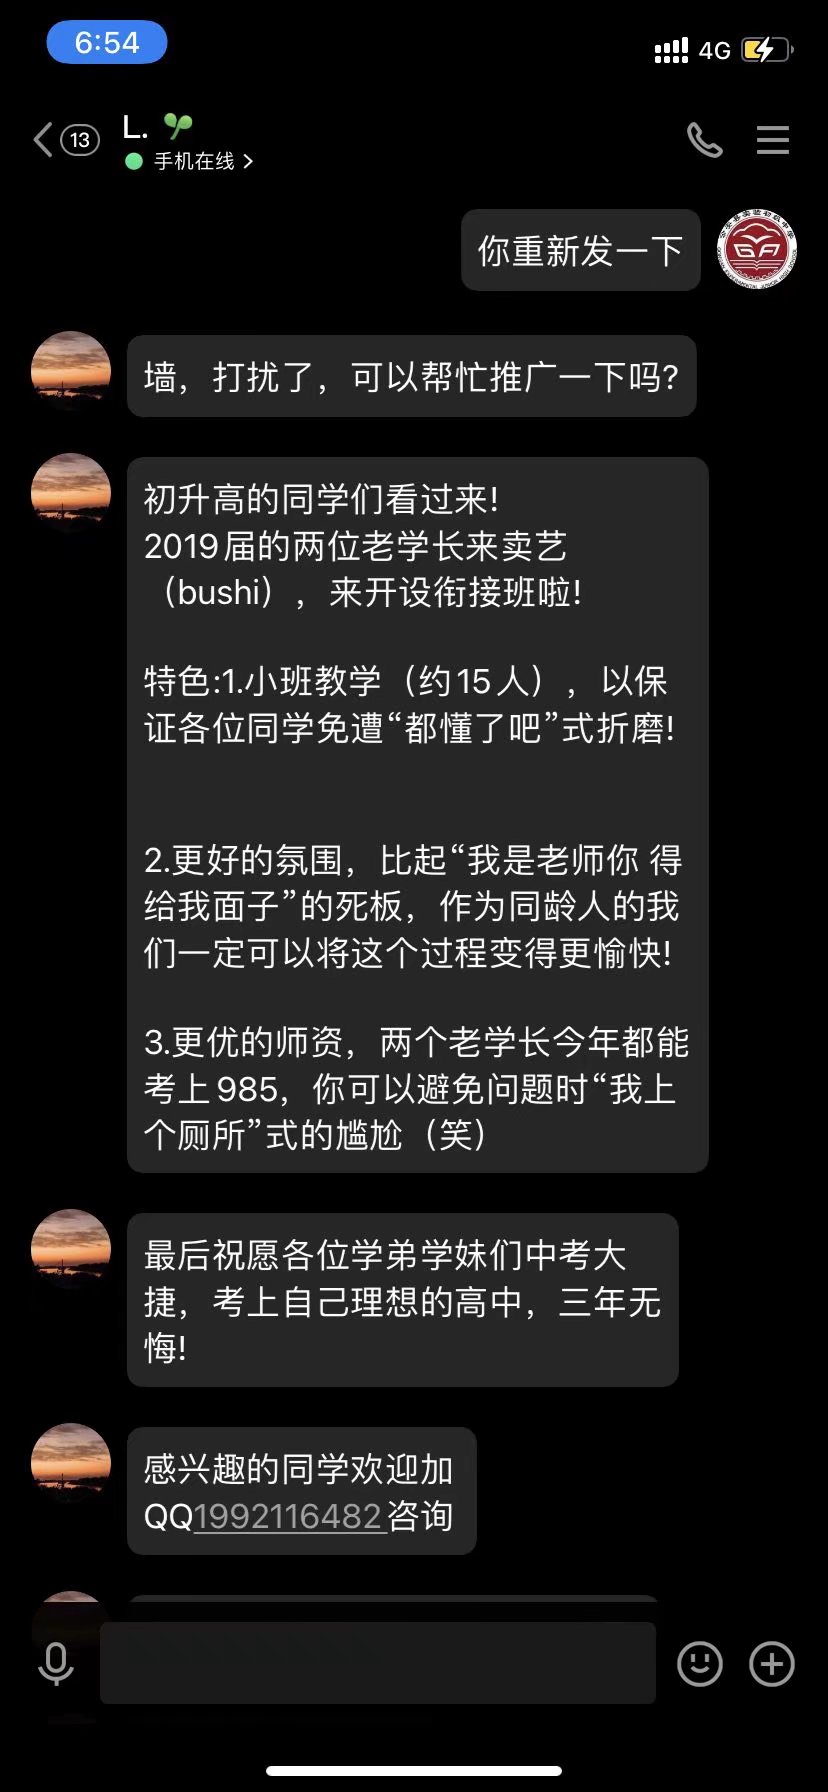 6:54
4G
13
L.
手机在线
你重新发一下
墙，打扰了，可以帮忙推广一下吗？
初升高的同学们看过来！
2019届的两位老学长来卖艺
（bushi），来开设衔接班啦！
特色:1.小班教学（约15人），以保
证各位同学免遭“都懂了吧”式折磨！
2.更好的氛围，比起“我是老师你 得
给我面子”的死板，作为同龄人的我
们一定可以将这个过程变得更愉快！
3.更优的师资，两个老学长今年都能
考上985，你可以避免问题时“我上
个厕所”式的尴尬（笑）
最后祝愿各位学弟学妹们中考大
捷，考上自己理想的高中，三年无
悔！
感兴趣的同学欢迎加
QQ1992116482咨询